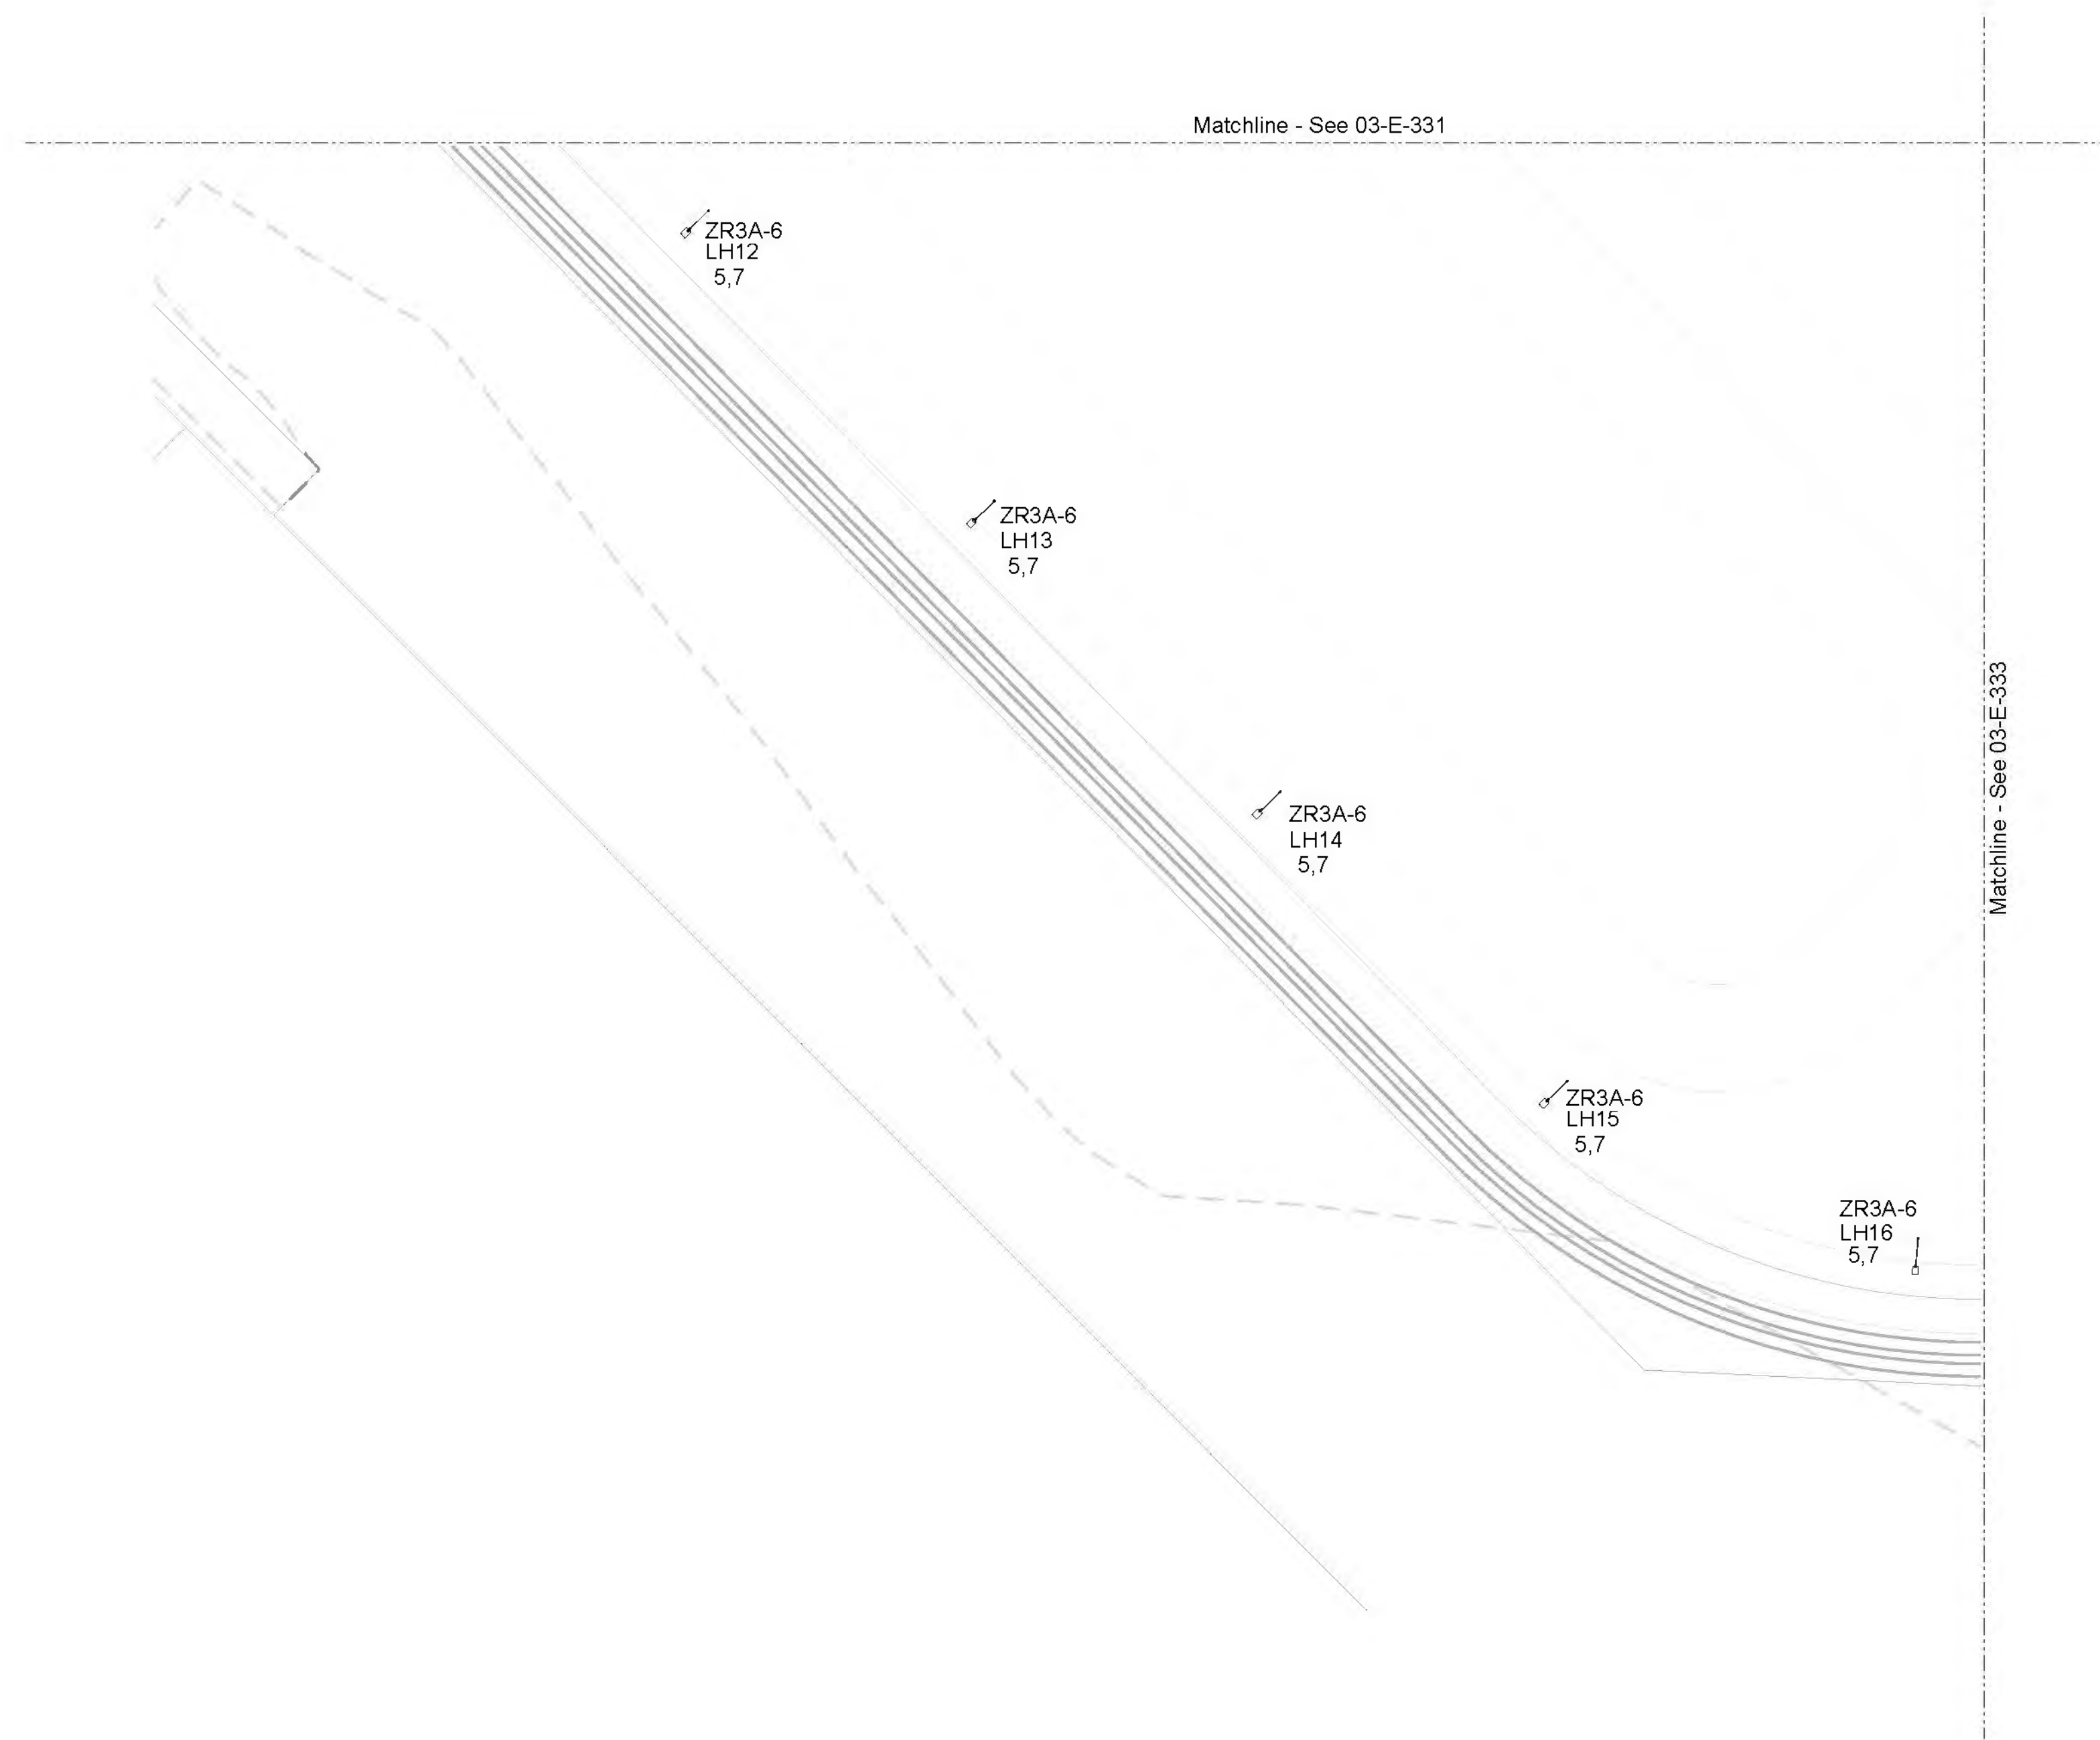 Matchline - See 03-E-331
ZR3A-6
LH12
5,7
ZR3A-6
LH13
5,7
Matchline - See 03-E-333
ZR3A-6
LH14
5,7
ZR3A-6
LH15
5,7
ZR3A-6
LH16
5,7